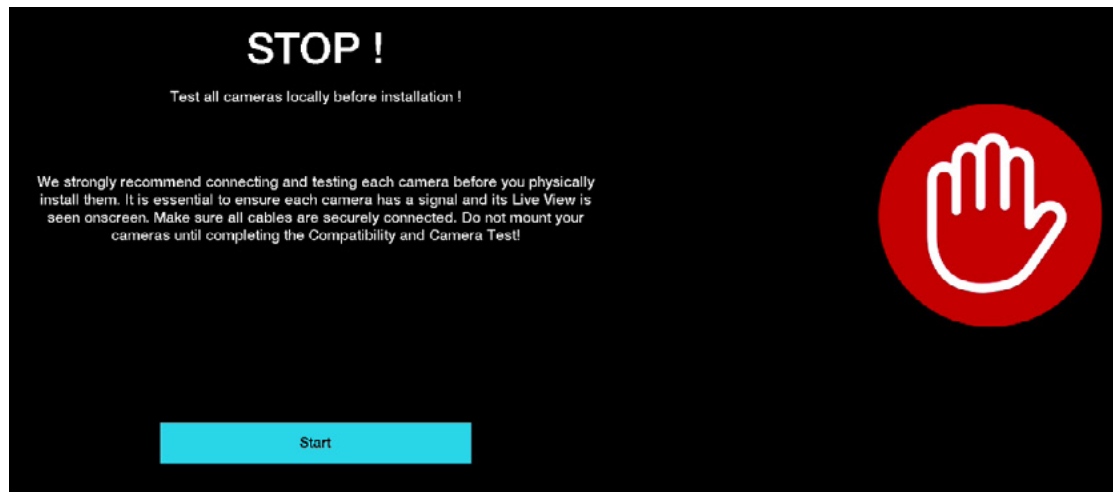 STOP !
Test all cameras locally before installation !
We strongly recommend connecting and testing each camera before you physically
install them. It is essential to ensure each camera has a signal and its Live View is
seen onscreen. Make sure all cables are securely connected. Do not mount your
cameras until completing the Compatibility and Camera Test!
Start